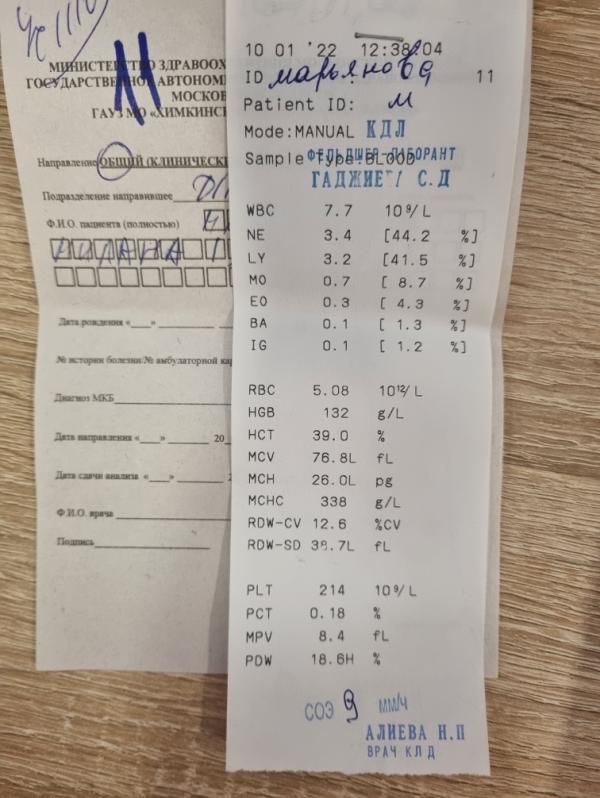 МИНИСТЕРСТВО ЗДРАВООХ
ГОСУДАРСТВЕННОЕ АВТОНОМ
МОСКОВ
ГАУЗ МО «ХИМКИНС
Направление ОБЩИЙ (КЛИНИЧЕСКИ
Подразделение направившее
Ф.И.О. пациента (полностью)
Дата рождения «___»
№ истории болезни/№ амбулаторной кар
Диагноз МКБ
Дата направления «___» 20
Дата сдачи анализа «___»
Ф.И.О. врача
Подпись
10 01 '22 12:38:04
ID Марьянова 11
Patient ID: м
Mode:MANUAL КДЛ
Sample Type:BLOOD
ФЕЛЬДШЕР-ЛАБОРАНТ
С.Д
WBC 7.7 10⁹/L
NE 3.4 [44.2 %]
LY 3.2 [41.5 %]
MO 0.7 [ 8.7 %]
EO 0.3 [ 4.3 %]
BA 0.1 [ 1.3 %]
IG 0.1 [ 1.2 %]
RBC 5.08 10¹²/L
HGB 132 g/L
HCT 39.0 %
MCV 76.8L fL
MCH 26.0L pg
MCHC 338 g/L
RDW-CV 12.6 %CV
RDW-SD fL
PLT 214 10⁹/L
PCT 0.18 %
MPV 8.4 fL
PDW 18.6H %
СОЭ 9 ММ/Ч
АЛИЕВА Н.П
ВРАЧ КЛД